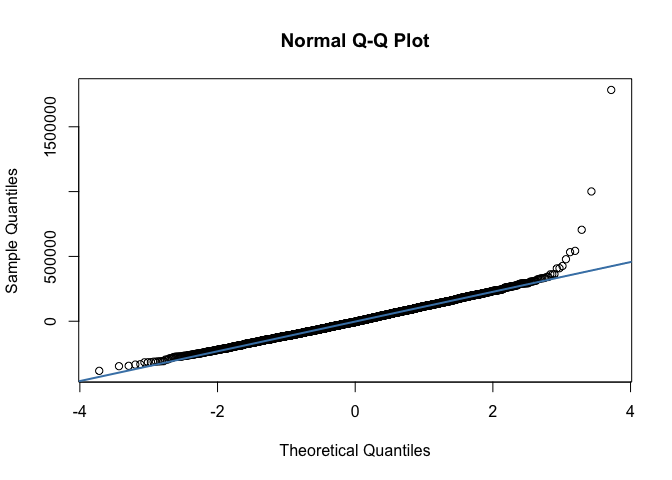 Normal Q-Q Plot
1500000
500000
0
Sample Quantiles
-4
-2
0
2
4
Theoretical Quantiles